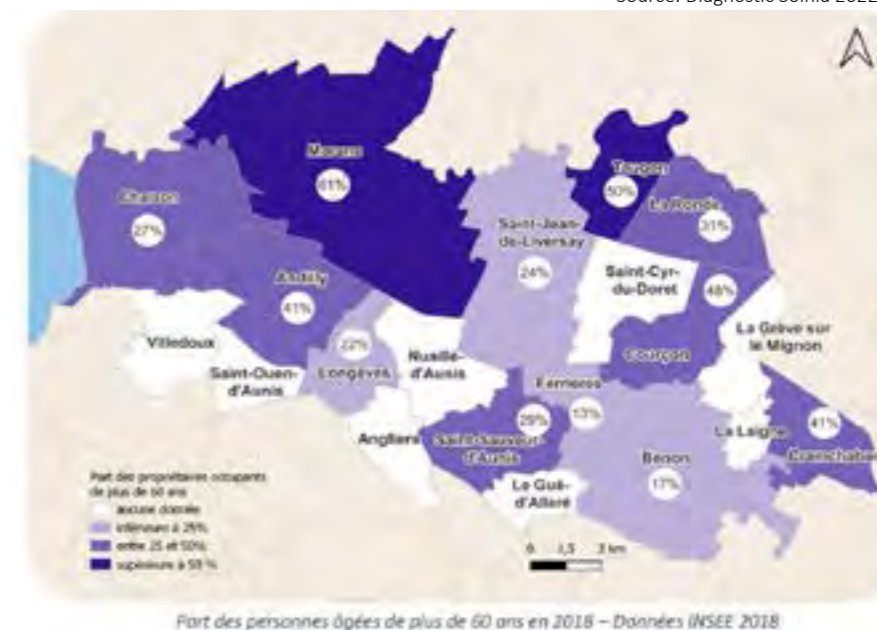 Source: Diagnostic Soliha 2022
Marans
61%
Taugon
50%
Charron
27%
La Ronde
31%
Saint-Jean-
de-Liversay
24%
Saint-Cyr-
du-Doret
48%
Andilly
41%
La Grève sur
le Mignon
Villedoux
22%
Longèves
Nuaillé-
d'Aunis
Courçon
Saint-Ouen-
d'Aunis
Ferrières
13%
Angliers
Saint-Sauveur-
d'Aunis
La Laigne
41%
Cramchaban
Benon
17%
Le Gué-
d'Alleré
Part des propriétaires occupants
de plus de 60 ans
aucune donnée
inférieure à 25%
entre 25 et 50%
supérieure à 50 %
0 1,5 3 km
Part des personnes âgées de plus de 60 ans en 2018 – Données INSEE 2018